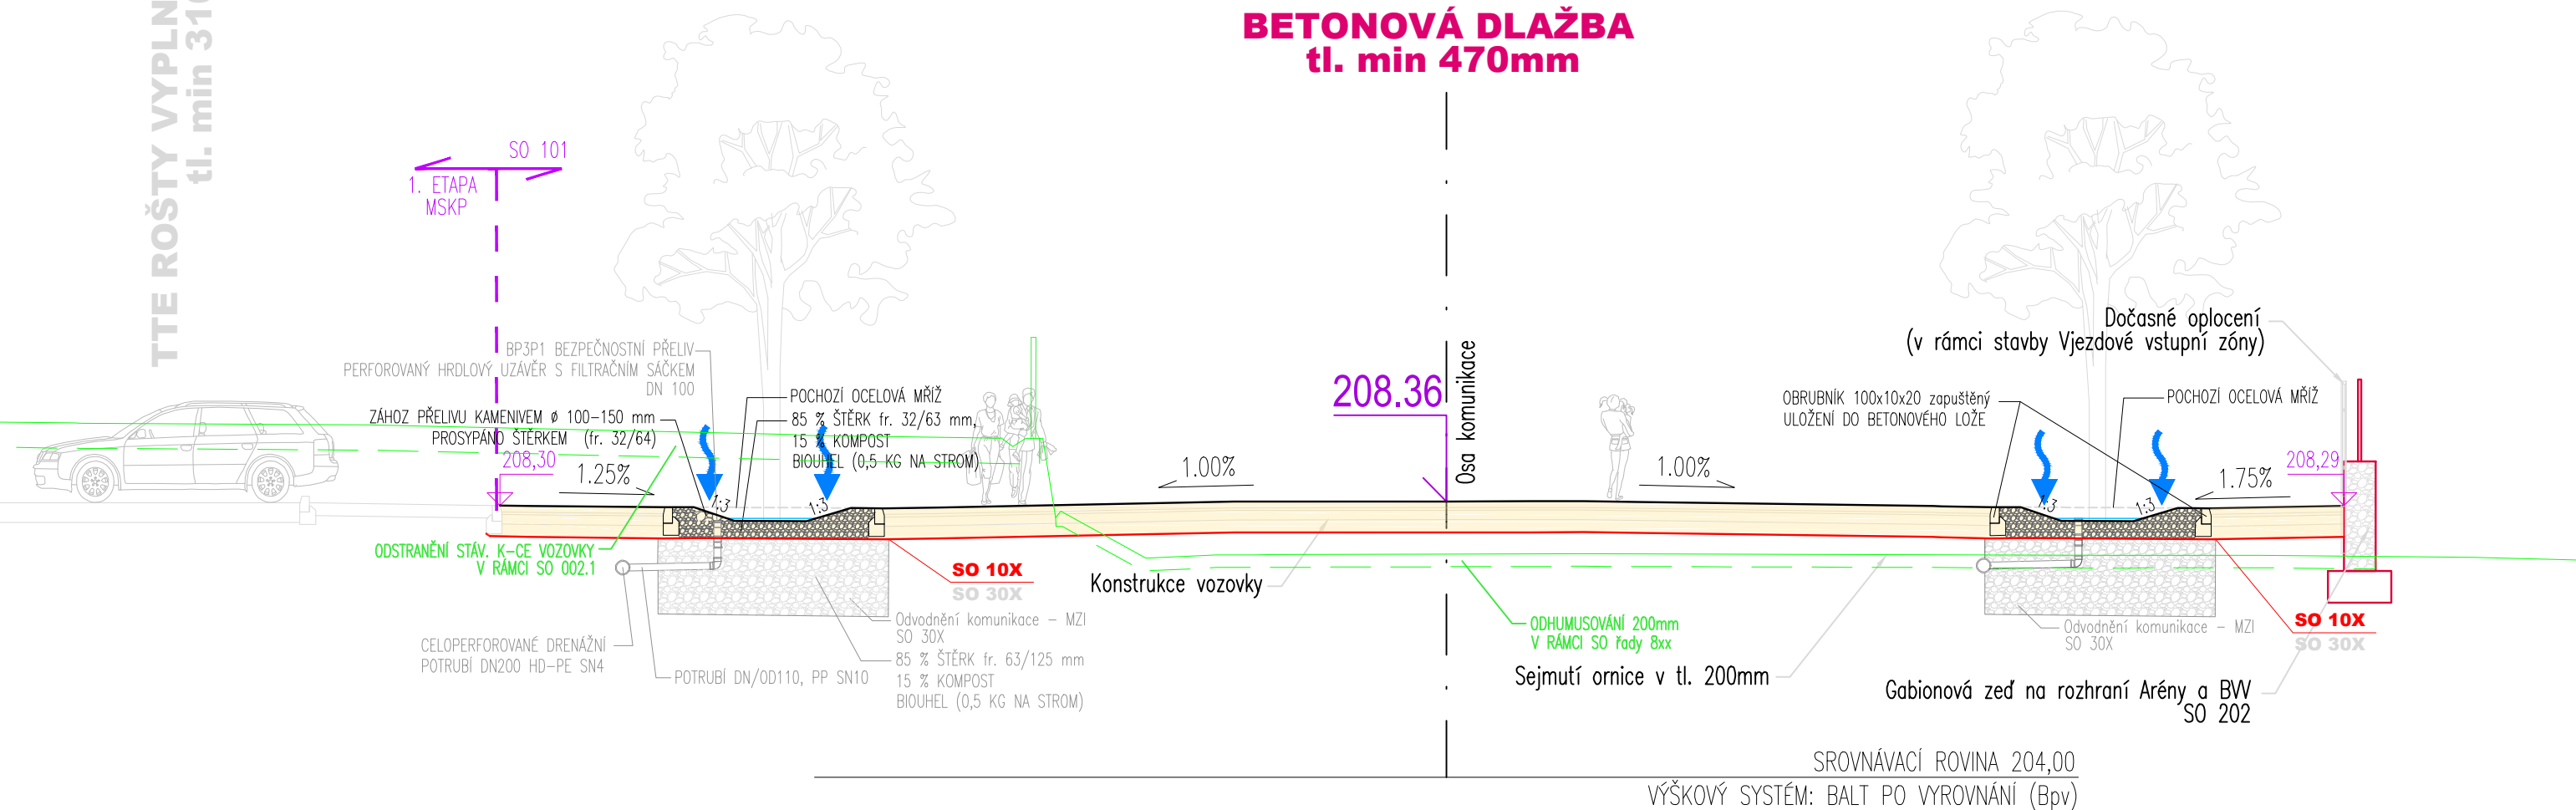 BETONOVÁ DLAŽBA
tl. min 470mm
TTE ROŠTY VYPLN
tl. min 310
SO 101
1. ETAPA
MSKP
BP3P1 BEZPEČNOSTNÍ PŘELIV
PERFOROVANÝ HRDLOVÝ UZÁVĚR S FILTRAČNÍM SÁČKEM
DN 100
ZÁHOZ PŘELIVU KAMENIVEM ø 100-150 mm
PROSYPÁNO ŠTĚRKEM (fr. 32/64)
208,30
1.25%
POCHOZÍ OCELOVÁ MŘÍŽ
85 % ŠTĚRK fr. 32/63 mm,
15 % KOMPOST
BIOUHEL (0,5 KG NA STROM)
1:3
1:3
1.00%
208.36
Osa komunikace
1.00%
Dočasné oplocení
(v rámci stavby Vjezdové vstupní zóny)
OBRUBNÍK 100x10x20 zapuštěný
ULOŽENÍ DO BETONOVÉHO LOŽE
POCHOZÍ OCELOVÁ MŘÍŽ
1:3
1:3
1.75%
208,29
ODSTRANĚNÍ STÁV. K-CE VOZOVKY
V RÁMCI SO 002.1
SO 10X
SO 30X
Konstrukce vozovky
CELOPERFOROVANÉ DRENÁŽNÍ
POTRUBÍ DN200 HD-PE SN4
POTRUBÍ DN/OD110, PP SN10
Odvodnění komunikace - MZI
SO 30X
85 % ŠTĚRK fr. 63/125 mm
15 % KOMPOST
BIOUHEL (0,5 KG NA STROM)
ODHUMUSOVÁNÍ 200mm
V RÁMCI SO řady 8xx
Sejmutí ornice v tl. 200mm
Odvodnění komunikace - MZI
SO 30X
SO 10X
SO 30X
Gabionová zeď na rozhraní Arény a BVV
SO 202
SROVNÁVACÍ ROVINA 204,00
VÝŠKOVÝ SYSTÉM: BALT PO VYROVNÁNÍ (Bpv)